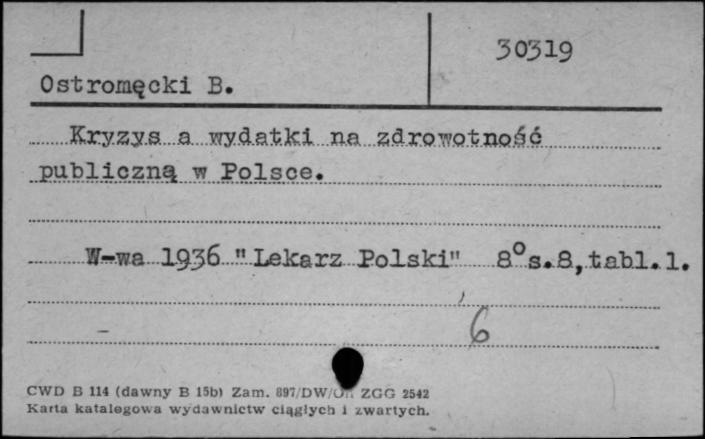 30319
Ostromęcki B.
Kryzys a wydatki na zdrowotność
publiczną w Polsce.
W-wa 1936 "Lekarz Polski" 8° s.8, tabl.1.
6
CWD B 114 (dawny B 15b) Zam. 897/DW/ ZGG 2542
Karta katalogowa wydawnictw ciągłych i zwartych.